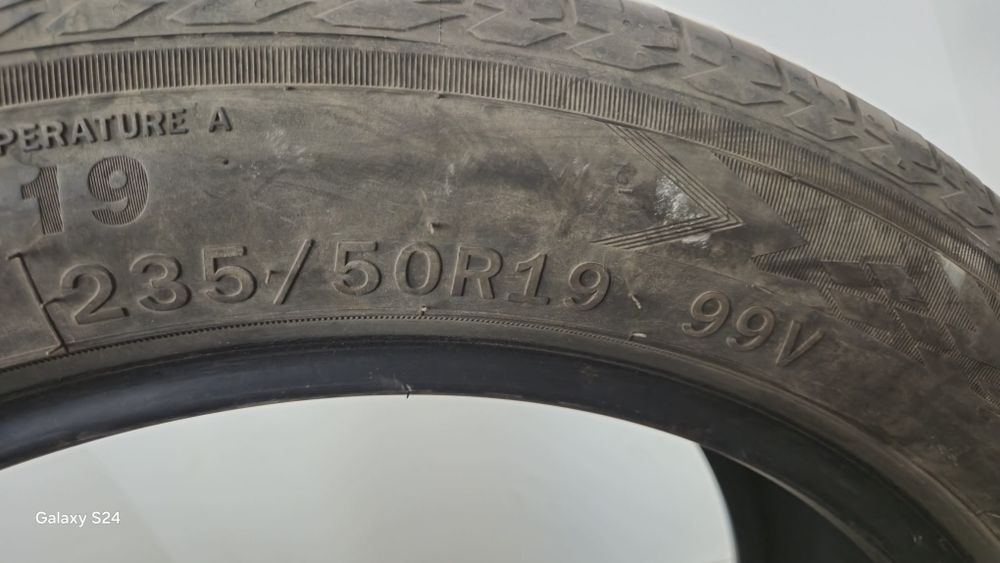 PERATURE A
19
235/50R19 99V
Galaxy S24